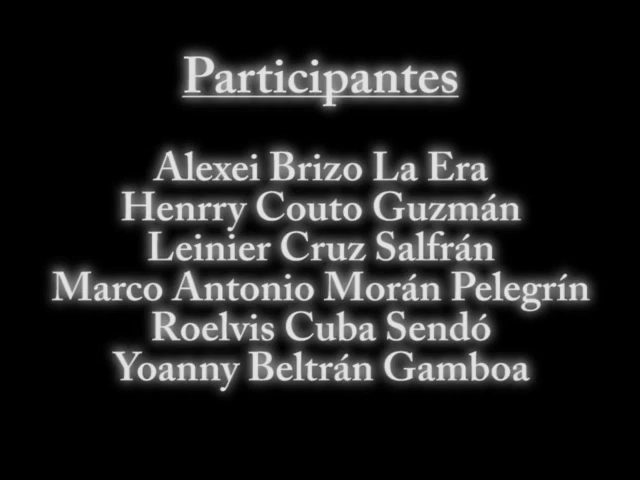 Participantes
Alexei Brizo La Era
Henrry Couto Guzmán
Leinier Cruz Salfrán
Marco Antonio Morán Pelegrín
Roelvis Cuba Sendó
Yoanny Beltrán Gamboa